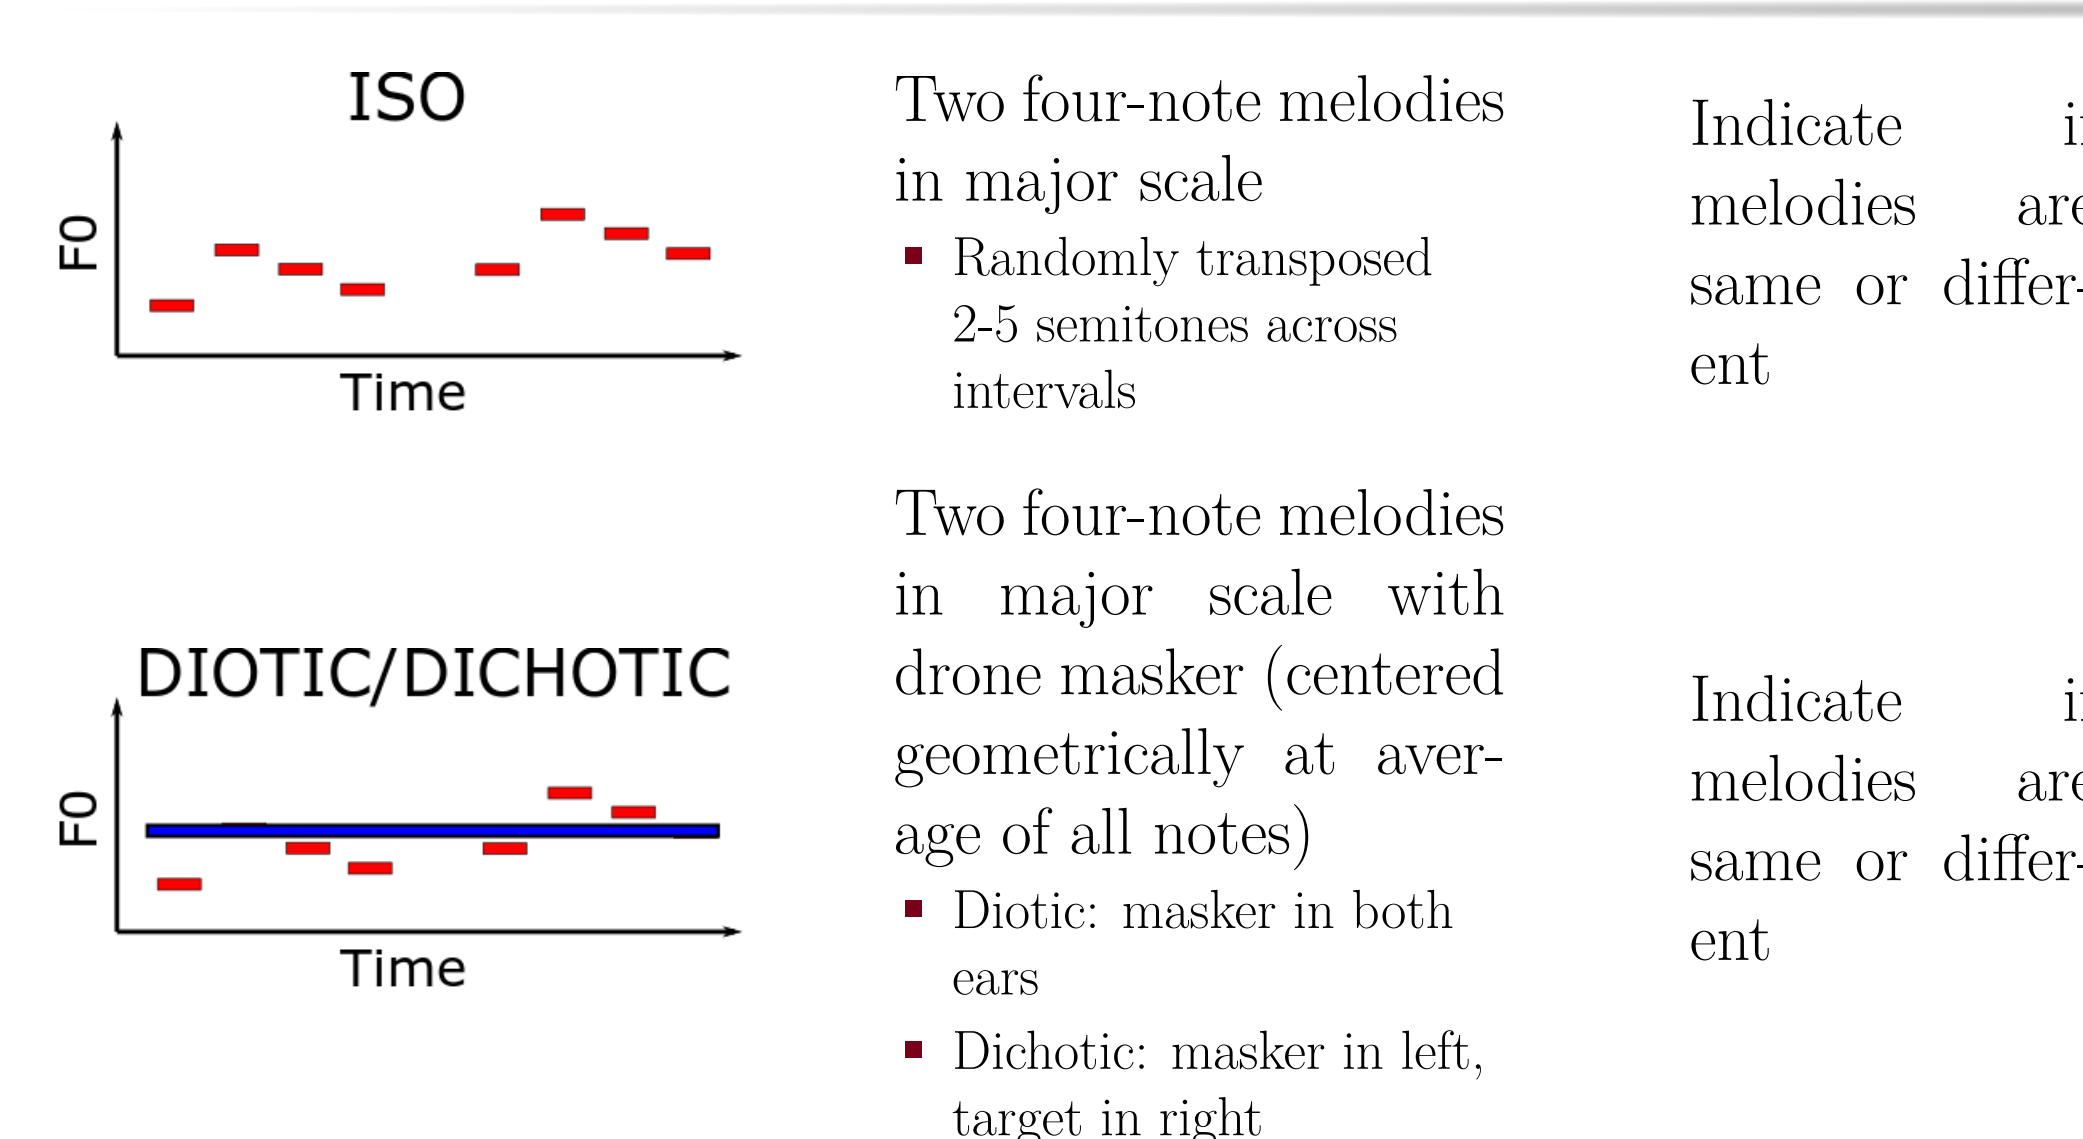 ISO
F0
Time
Two four-note melodies
in major scale
Randomly transposed
2-5 semitones across
intervals
Indicate
melodies are
same or differ-
ent
DIOTIC/DICHOTIC
F0
Time
Two four-note melodies
in major scale with
drone masker (centered
geometrically at aver-
age of all notes)
Diotic: masker in both
ears
Dichotic: masker in left,
target in right
Indicate
melodies are
same or differ-
ent